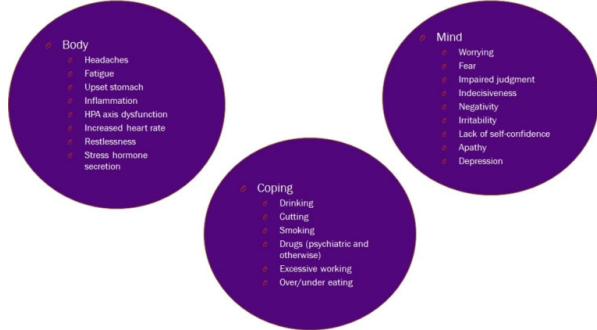 Body
Headaches
Fatigue
Upset stomach
Inflammation
HPA axis dysfunction
Increased heart rate
Restlessness
Stress hormone
secretion
Mind
Worrying
Fear
Impaired judgment
Indecisiveness
Negativity
Irritability
Lack of self-confidence
Apathy
Depression
Coping
Drinking
Cutting
Smoking
Drugs (psychiatric and
otherwise)
Excessive working
Over/under eating